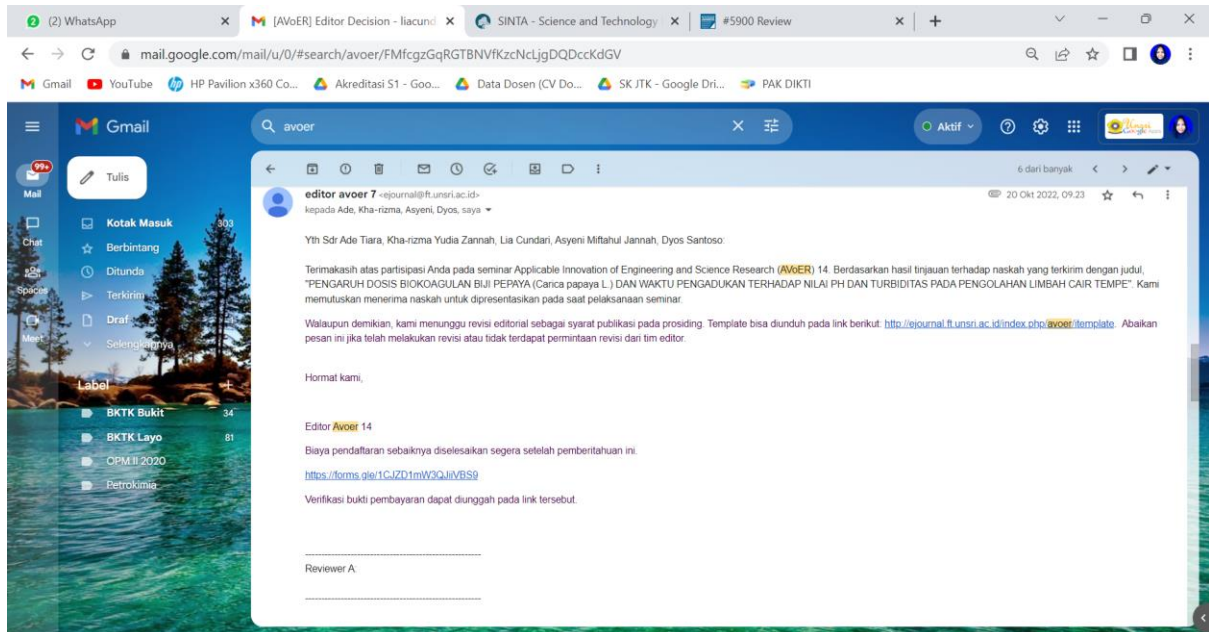 (2) WhatsApp
[AVoER] Editor Decision - liacund
SINTA - Science and Technology
#5900 Review
mail.google.com/mail/u/0/#search/avoer/FMfcgzGqRGTBNVfKzcNcLjgDQDccKdGV
Gmail
YouTube
HP Pavilion x360 Co...
Akreditasi S1 - Goo...
Data Dosen (CV Do...
SK JTK - Google Dri...
PAK DIKTI
Gmail
avoer
Aktif
99+
Mail
Chat
Spaces
Meet
Tulis
Kotak Masuk 303
Berbintang
Ditunda
Terkirim
Draf
Selengkapnya
Label
BKTK Bukit 34
BKTK Layo 81
OPM II 2020
Petrokimia
6 dari banyak
editor avoer 7 <ejournal@ft.unsri.ac.id>
20 Okt 2022, 09.23
kepada Ade, Kha-rizma, Asyeni, Dyos, saya
Yth Sdr Ade Tiara, Kha-rizma Yudia Zannah, Lia Cundari, Asyeni Miftahul Jannah, Dyos Santoso:
Terimakasih atas partisipasi Anda pada seminar Applicable Innovation of Engineering and Science Research (AVoER) 14. Berdasarkan hasil tinjauan terhadap naskah yang terkirim dengan judul,
"PENGARUH DOSIS BIOKOAGULAN BIJI PEPAYA (Carica papaya L.) DAN WAKTU PENGADUKAN TERHADAP NILAI PH DAN TURBIDITAS PADA PENGOLAHAN LIMBAH CAIR TEMPE". Kami
memutuskan menerima naskah untuk dipresentasikan pada saat pelaksanaan seminar.
Walaupun demikian, kami menunggu revisi editorial sebagai syarat publikasi pada prosiding. Template bisa diunduh pada link berikut: http://ejournal.ft.unsri.ac.id/index.php/avoer/itemplate. Abaikan
pesan ini jika telah melakukan revisi atau tidak terdapat permintaan revisi dari tim editor.
Hormat kami,
Editor Avoer 14
Biaya pendaftaran sebaiknya diselesaikan segera setelah pemberitahuan ini.
https://forms.gle/1CJZD1mW3QJiiVBS9
Verifikasi bukti pembayaran dapat diunggah pada link tersebut.
------------------------------------------------------
Reviewer A:
------------------------------------------------------